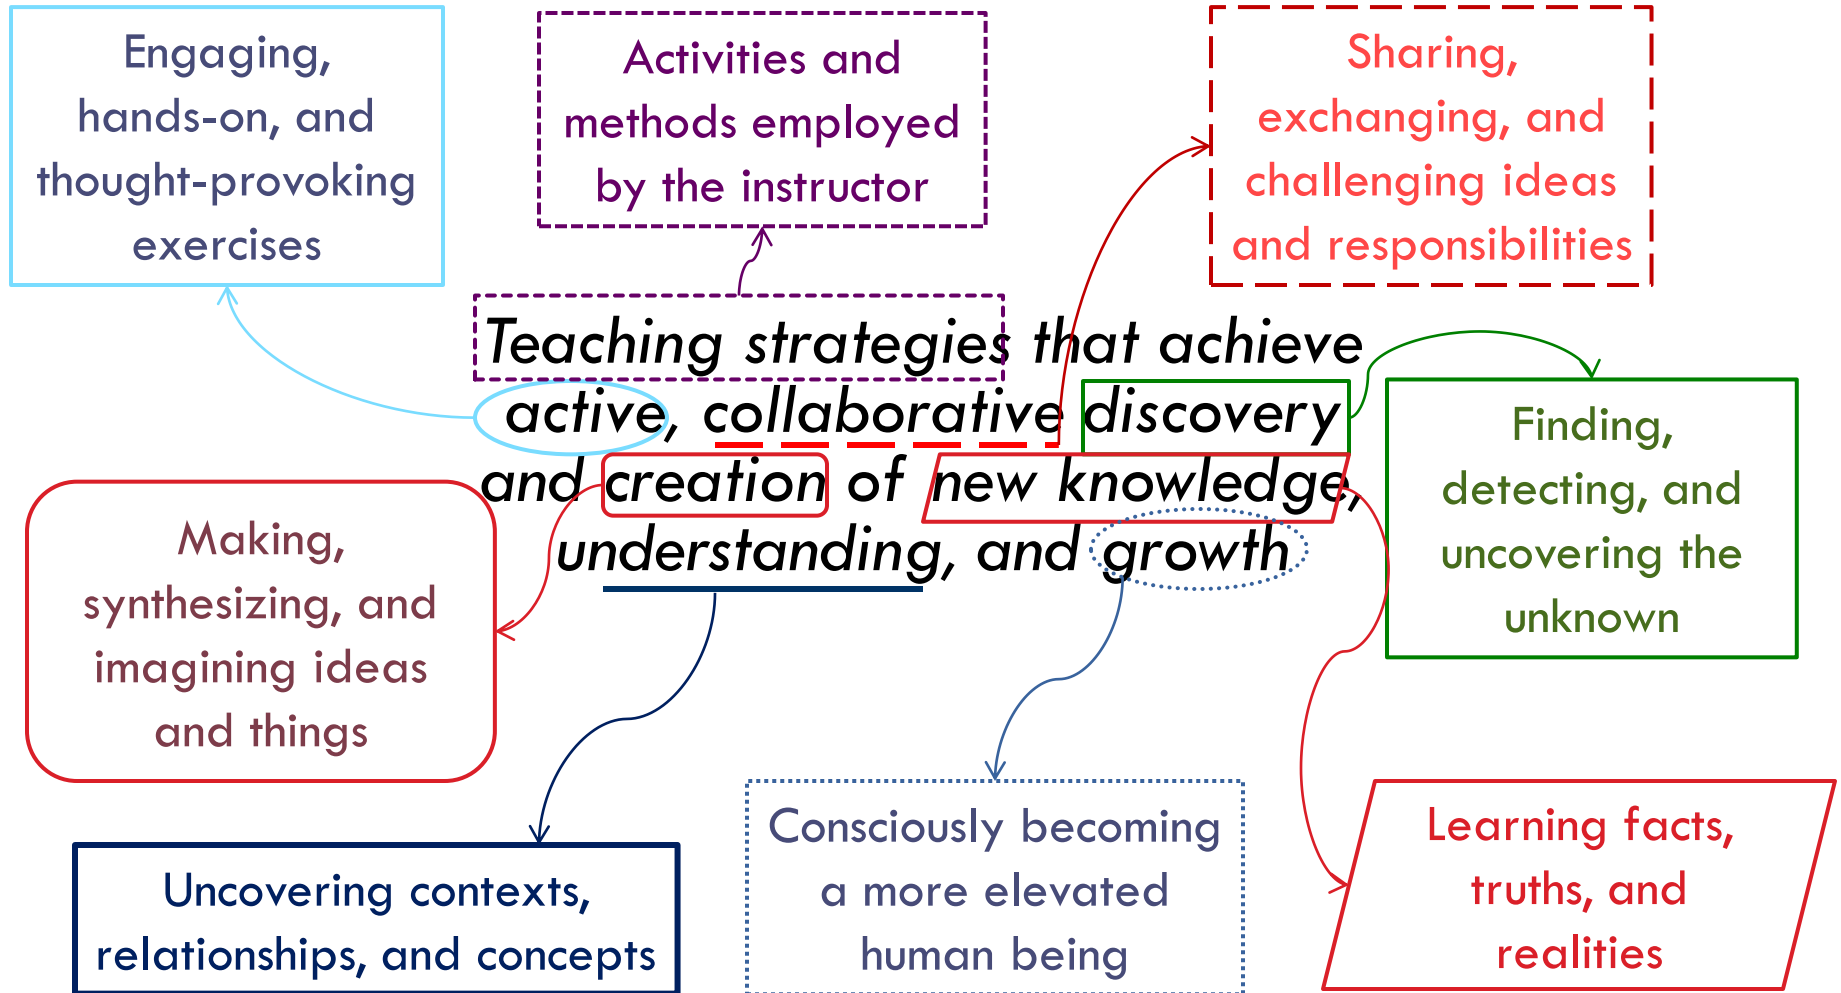 Engaging,
hands-on, and
thought-provoking
exercises
Activities and
methods employed
by the instructor
Sharing,
exchanging, and
challenging ideas
and responsibilities
Teaching strategies that achieve
active, collaborative discovery
and creation of new knowledge,
understanding, and growth
Finding,
detecting, and
uncovering the
unknown
Making,
synthesizing, and
imagining ideas
and things
Uncovering contexts,
relationships, and concepts
Consciously becoming
a more elevated
human being
Learning facts,
truths, and
realities